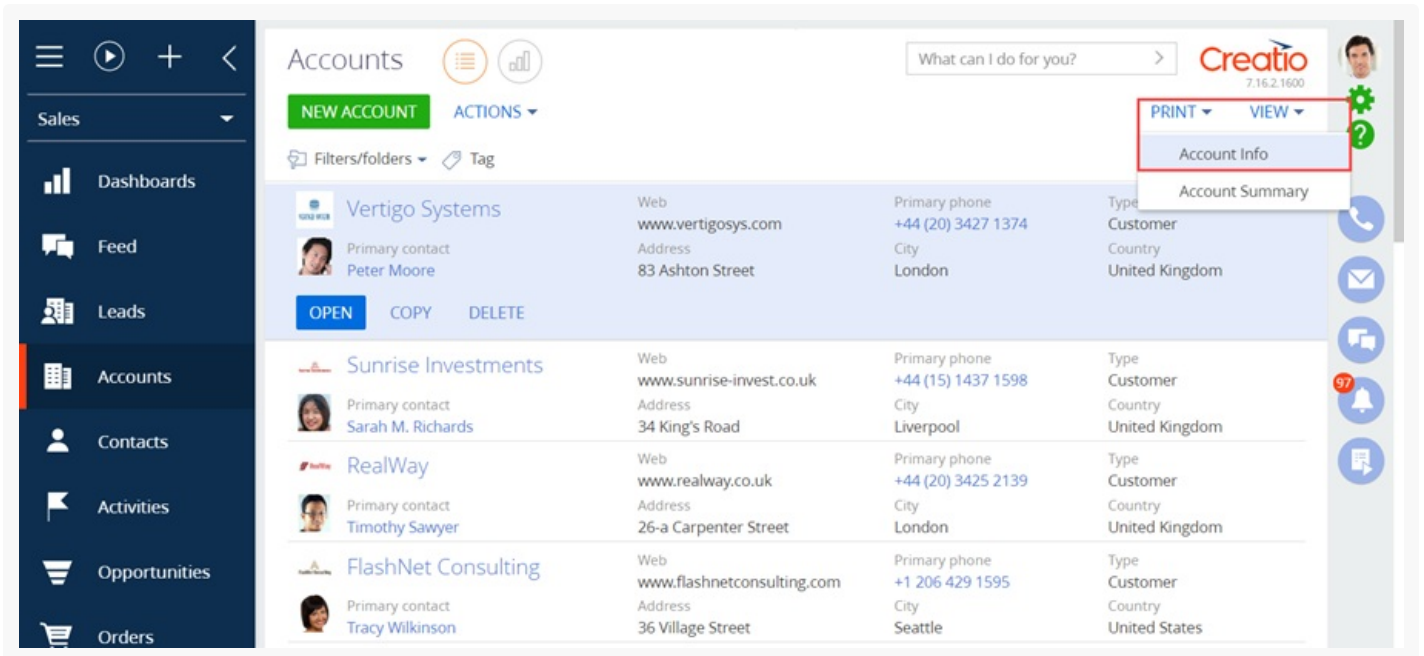 Sales
Dashboards
Feed
Leads
Accounts
Contacts
Activities
Opportunities
Orders
Accounts
What can I do for you?
Creatio
7.16.2.1600
NEW ACCOUNT ACTIONS
PRINT VIEW
Account Info
Account Summary
Filters/folders Tag
Vertigo Systems
Web
www.vertigosys.com
Primary phone
+44 (20) 3427 1374
Type
Customer
Primary contact
Peter Moore
Address
83 Ashton Street
City
London
Country
United Kingdom
OPEN COPY DELETE
Sunrise Investments
Web
www.sunrise-invest.co.uk
Primary phone
+44 (15) 1437 1598
Type
Customer
Primary contact
Sarah M. Richards
Address
34 King's Road
City
Liverpool
Country
United Kingdom
RealWay
Web
www.realway.co.uk
Primary phone
+44 (20) 3425 2139
Type
Customer
Primary contact
Timothy Sawyer
Address
26-a Carpenter Street
City
London
Country
United Kingdom
FlashNet Consulting
Web
www.flashnetconsulting.com
Primary phone
+1 206 429 1595
Type
Customer
Primary contact
Tracy Wilkinson
Address
36 Village Street
City
Seattle
Country
United States
97